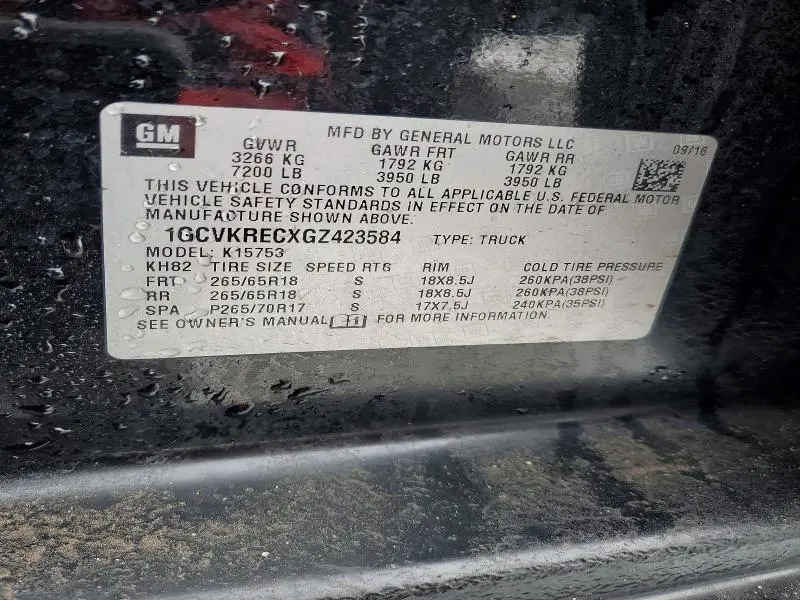 GM
MFD BY GENERAL MOTORS LLC
09/16
GVWR GAWR FRT GAWR RR
3266 KG 1792 KG 1792 KG
7200 LB 3950 LB 3950 LB
THIS VEHICLE CONFORMS TO ALL APPLICABLE U.S. FEDERAL MOTOR
VEHICLE SAFETY STANDARDS IN EFFECT ON THE DATE OF
MANUFACTURE SHOWN ABOVE.
1GCVKRECXGZ423584 TYPE: TRUCK
MODEL: K15753
KH82 TIRE SIZE SPEED RTG RIM COLD TIRE PRESSURE
FRT 265/65R18 S 18X8.5J 260KPA(38PSI)
RR 265/65R18 S 18X8.5J 260KPA(38PSI)
SPA P265/70R17 S 17X7.5J 240KPA(35PSI)
SEE OWNER'S MANUAL FOR MORE INFORMATION.